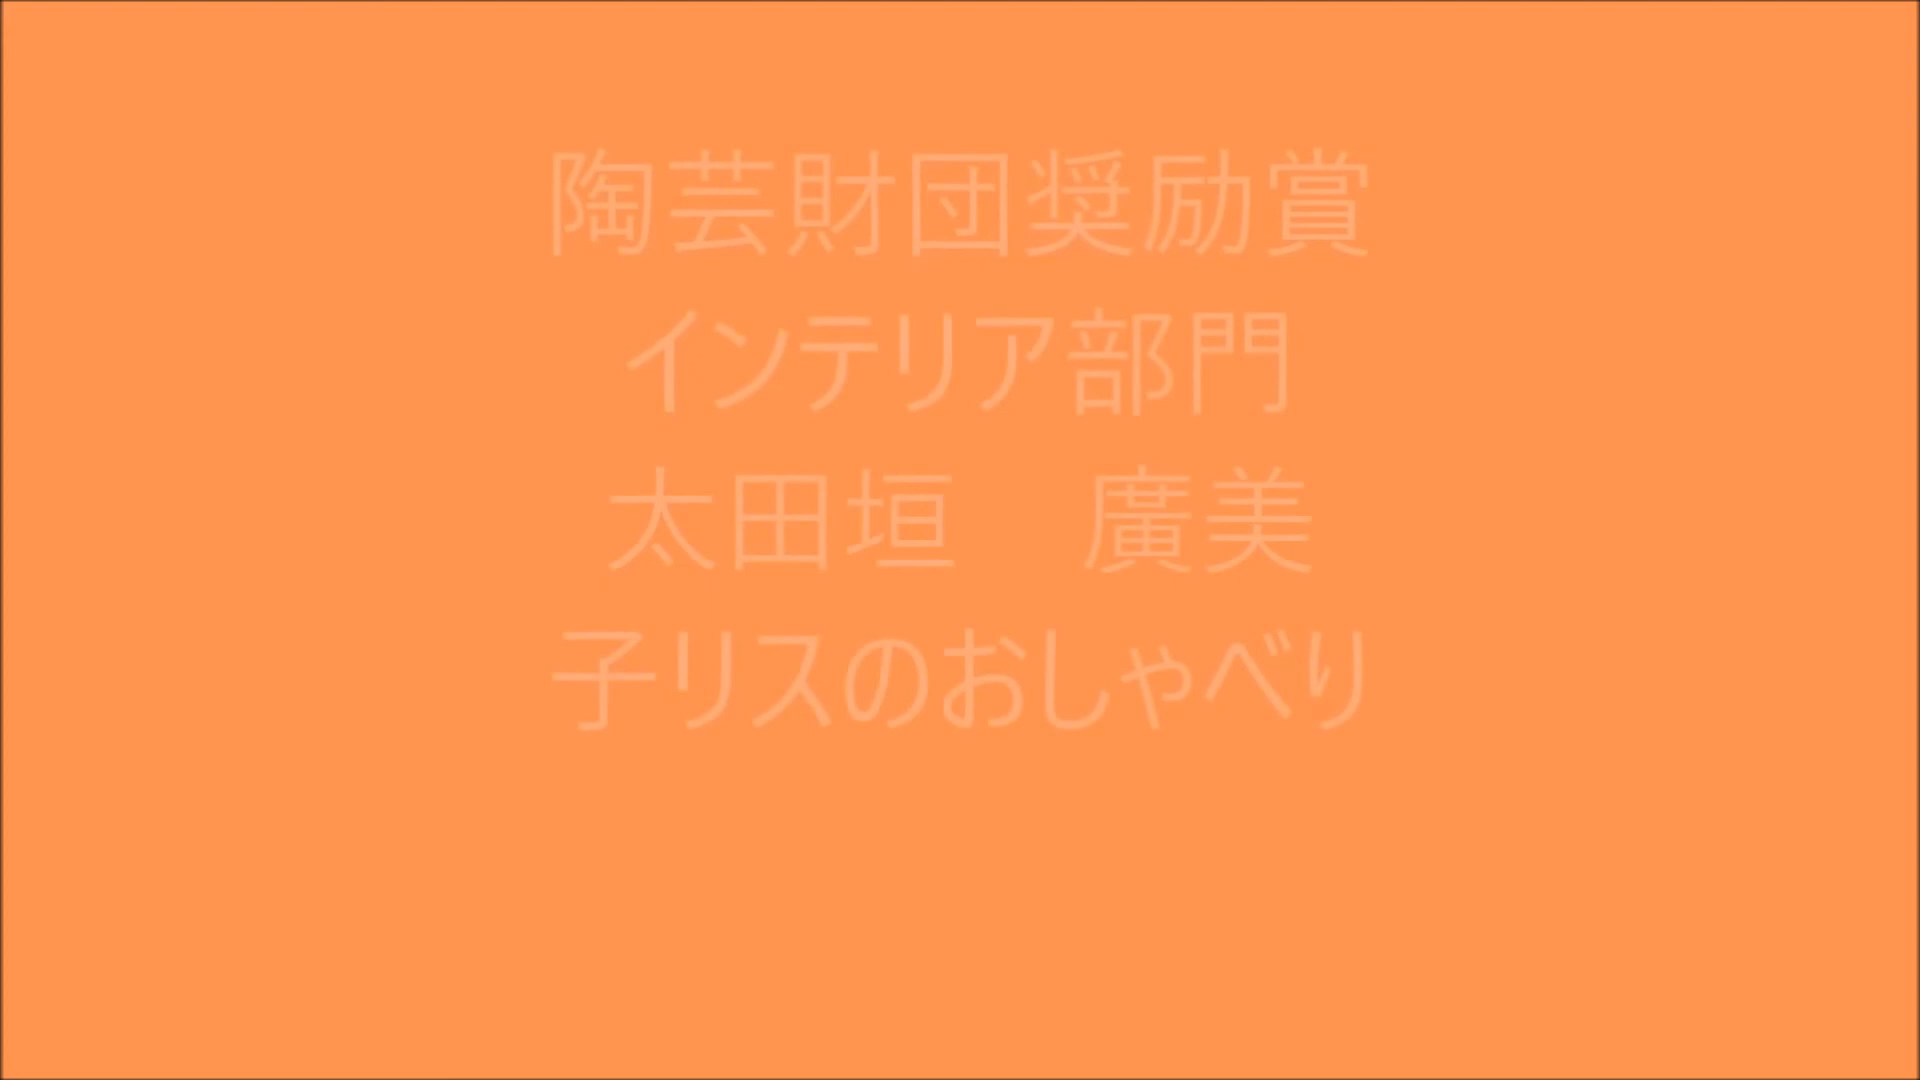 陶芸財団奨励賞
インテリア部門
太田垣　廣美
子リスのおしゃべり